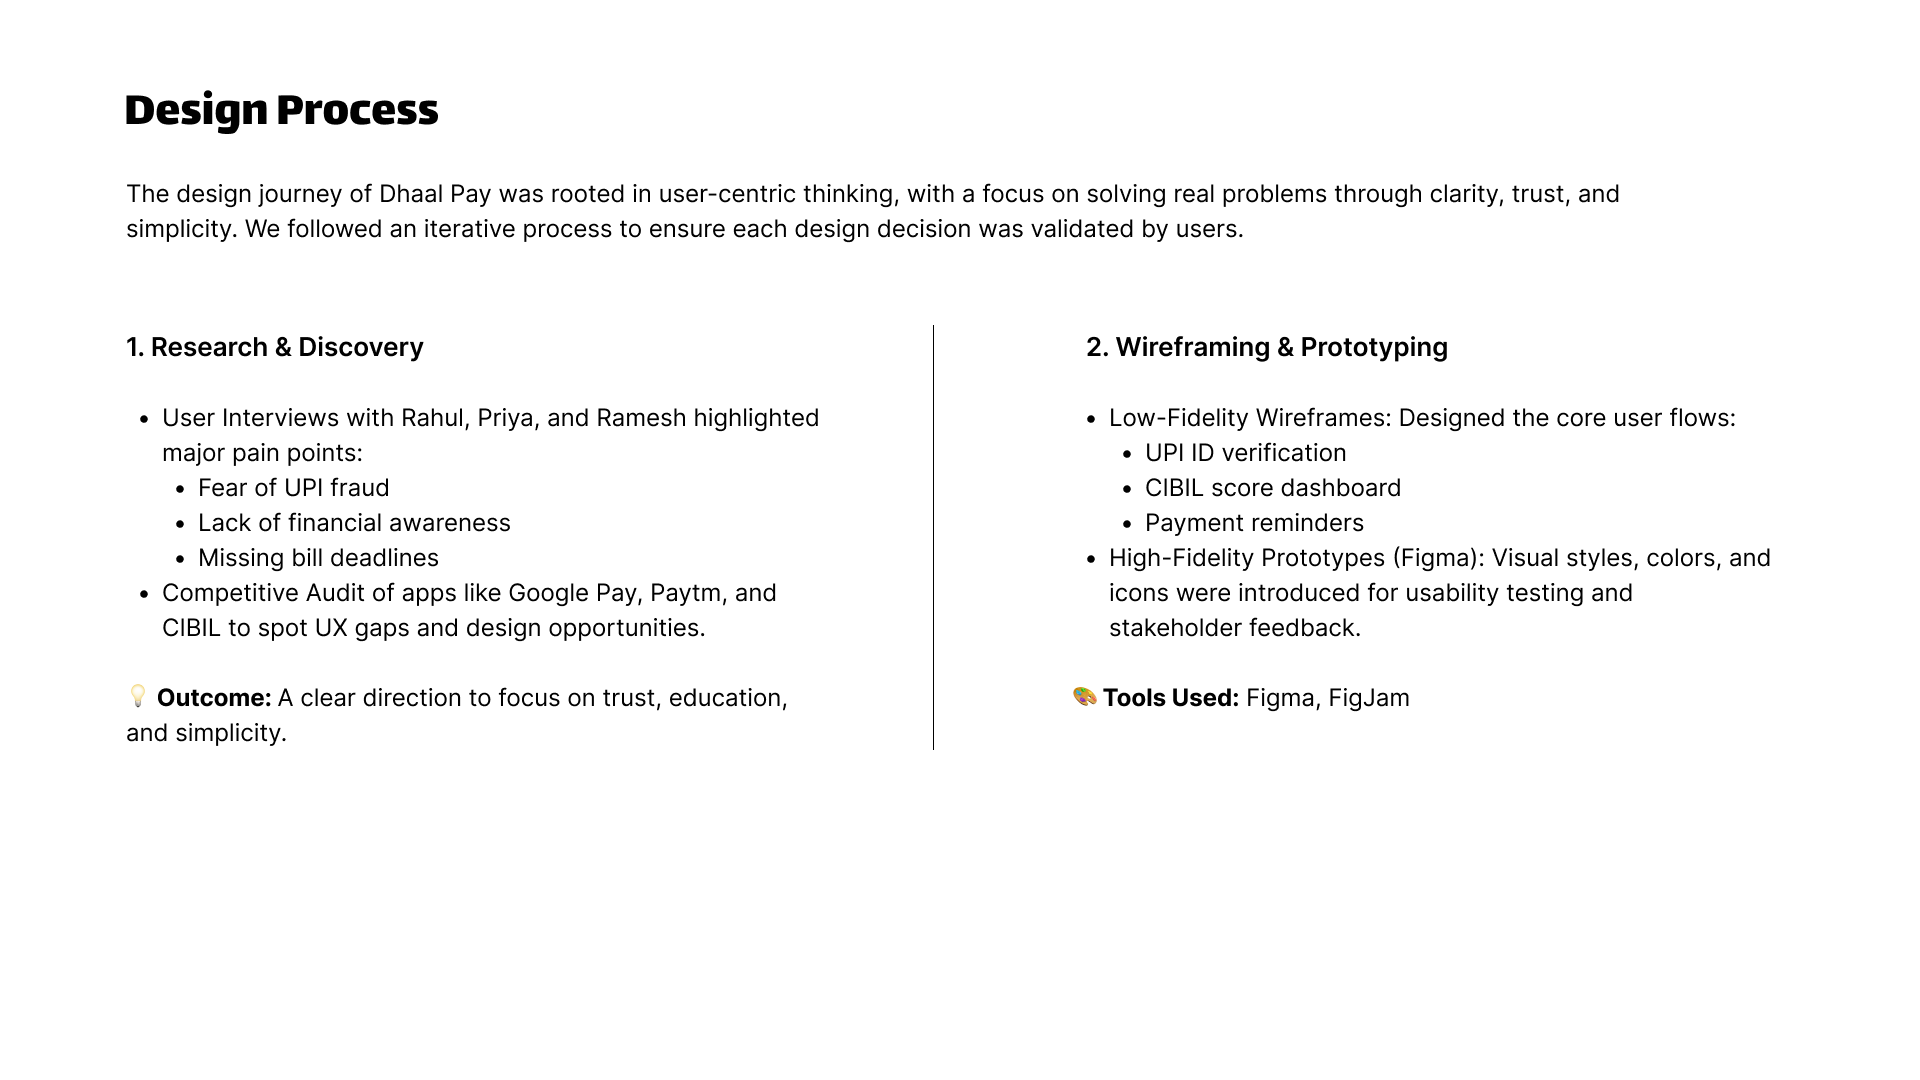 Design Process
The design journey of Dhaal Pay was rooted in user-centric thinking, with a focus on solving real problems through clarity, trust, and
simplicity. We followed an iterative process to ensure each design decision was validated by users.
1. Research & Discovery
• User Interviews with Rahul, Priya, and Ramesh highlighted
major pain points:
• Fear of UPI fraud
• Lack of financial awareness
• Missing bill deadlines
• Competitive Audit of apps like Google Pay, Paytm, and
CIBIL to spot UX gaps and design opportunities.
💡 Outcome: A clear direction to focus on trust, education,
and simplicity.
2. Wireframing & Prototyping
• Low-Fidelity Wireframes: Designed the core user flows:
• UPI ID verification
• CIBIL score dashboard
• Payment reminders
• High-Fidelity Prototypes (Figma): Visual styles, colors, and
icons were introduced for usability testing and
stakeholder feedback.
🎨 Tools Used: Figma, FigJam